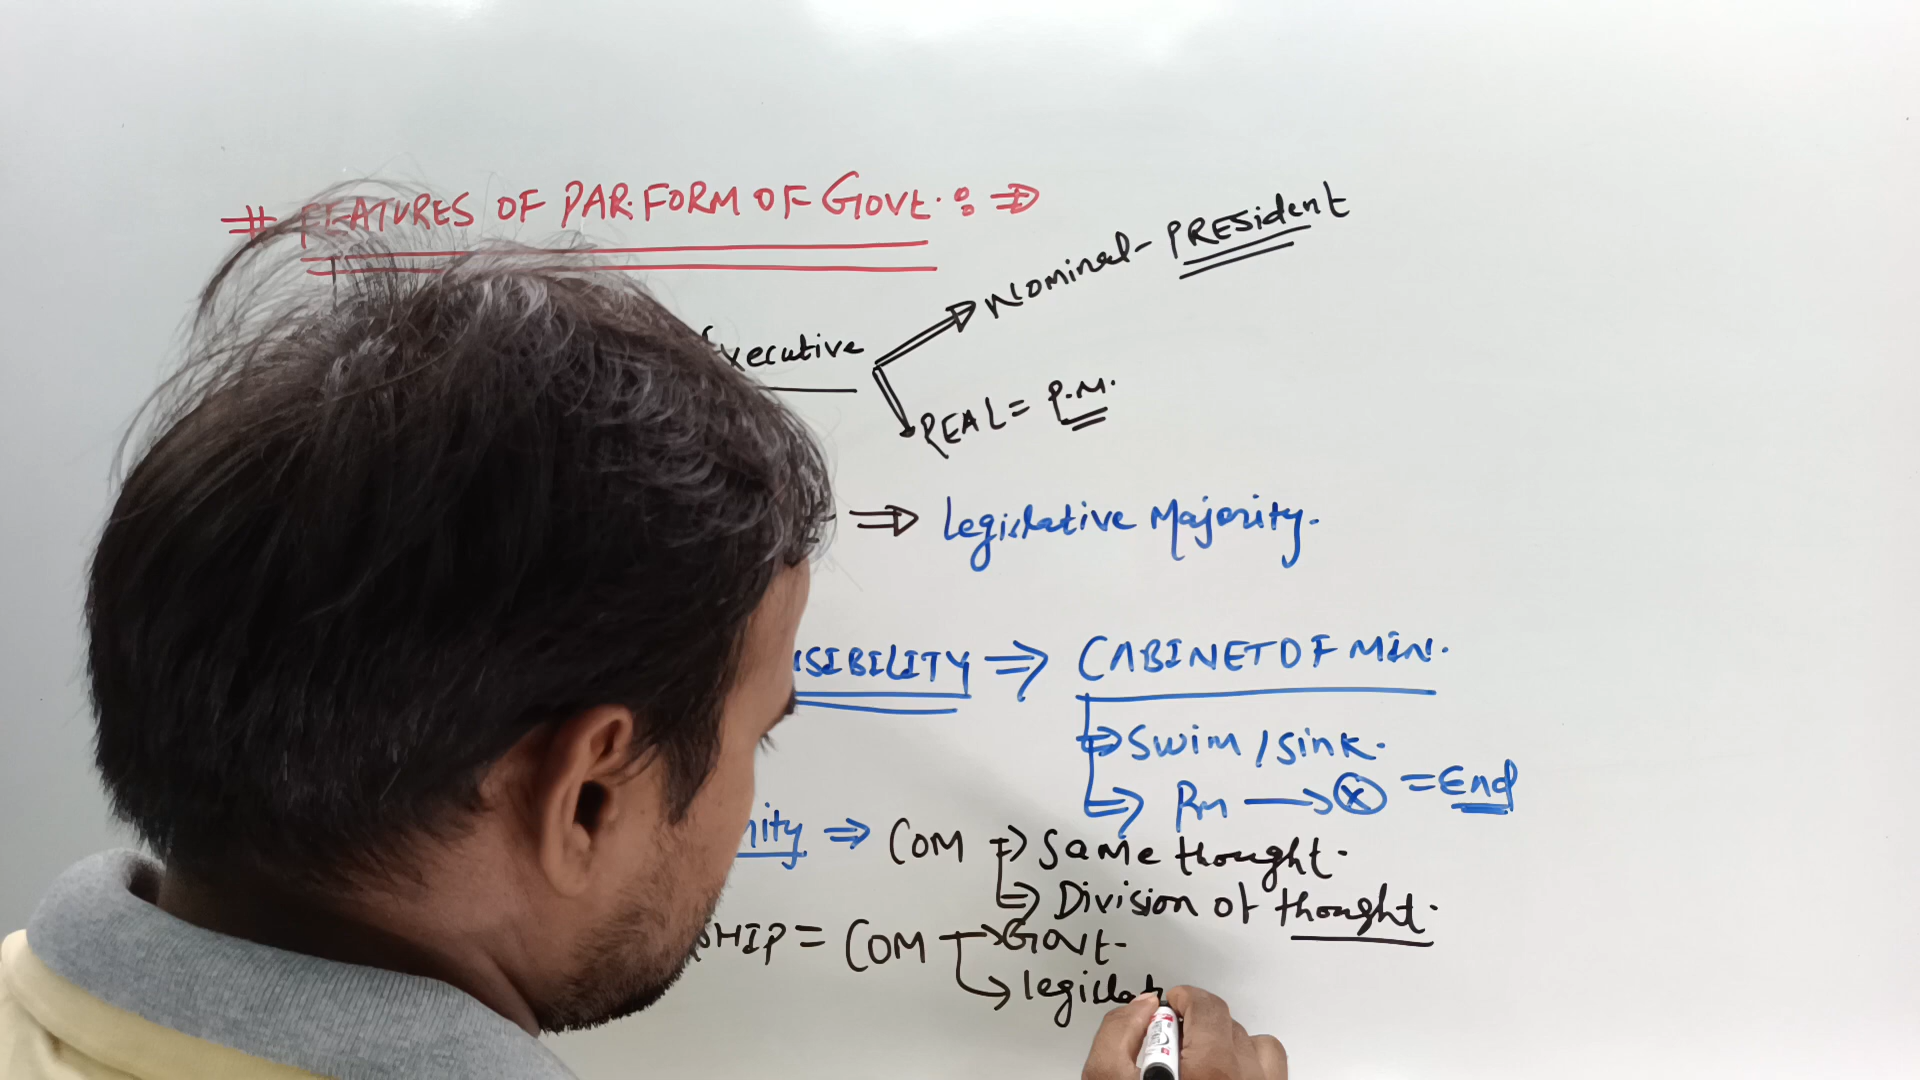 # FEATURES OF PAR. FORM OF GOVt. : ⇒
Nominal - PRESident
Executive
REAL = P.M.
⇒ Legislative Majority.
SIBILITY ⇒ CABINET OF MIN.
⇒ Swim / Sink.
⇒ PM → ⓧ = End
nity ⇒ COM ⇒ Same thought.
⇒ Division of thought.
SHIP = COM → Govt.
→ legislat